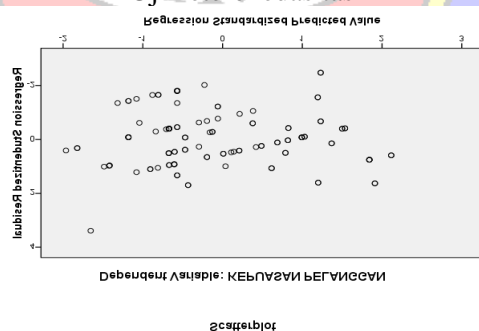 Scatterplot
Dependent Variable: KEPUASAN PELANGGAN
Regression Studentized Residual
4
2
0
-2
-2
-1
0
1
2
3
Regression Standardized Predicted Value